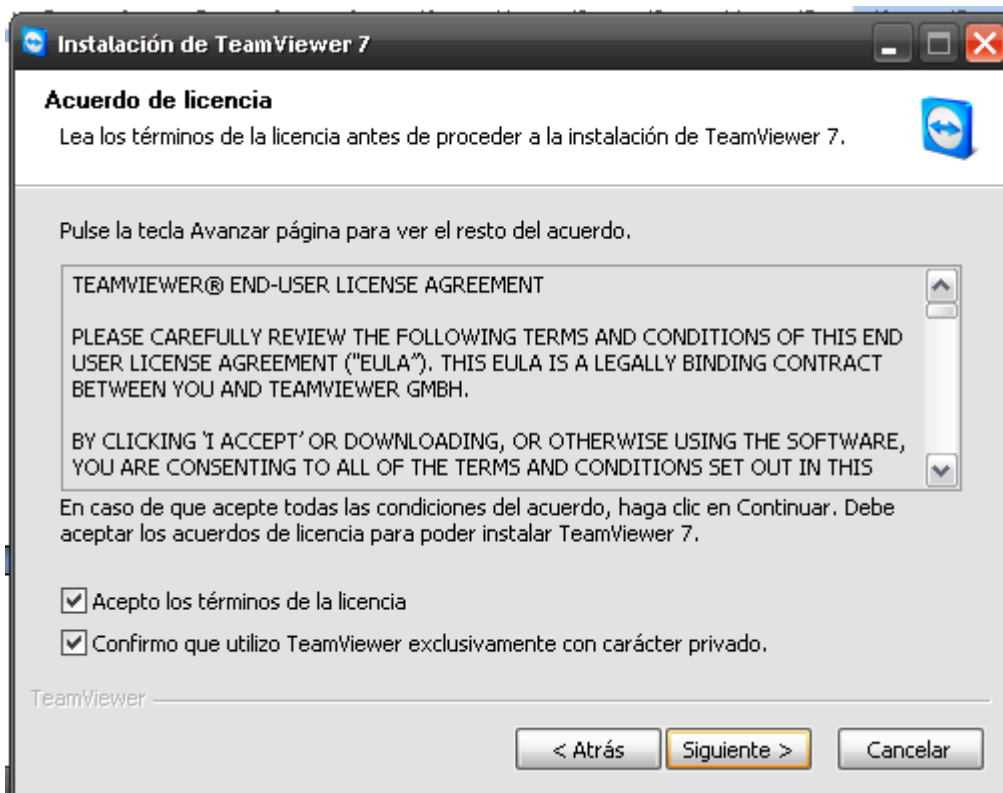 Instalación de TeamViewer 7
Acuerdo de licencia
Lea los términos de la licencia antes de proceder a la instalación de TeamViewer 7.
Pulse la tecla Avanzar página para ver el resto del acuerdo.
TEAMVIEWER® END-USER LICENSE AGREEMENT
PLEASE CAREFULLY REVIEW THE FOLLOWING TERMS AND CONDITIONS OF THIS END
USER LICENSE AGREEMENT ("EULA"). THIS EULA IS A LEGALLY BINDING CONTRACT
BETWEEN YOU AND TEAMVIEWER GMBH.
BY CLICKING 'I ACCEPT' OR DOWNLOADING, OR OTHERWISE USING THE SOFTWARE,
YOU ARE CONSENTING TO ALL OF THE TERMS AND CONDITIONS SET OUT IN THIS
En caso de que acepte todas las condiciones del acuerdo, haga clic en Continuar. Debe
aceptar los acuerdos de licencia para poder instalar TeamViewer 7.
Acepto los términos de la licencia
Confirmo que utilizo TeamViewer exclusivamente con carácter privado.
TeamViewer
< Atrás
Siguiente >
Cancelar